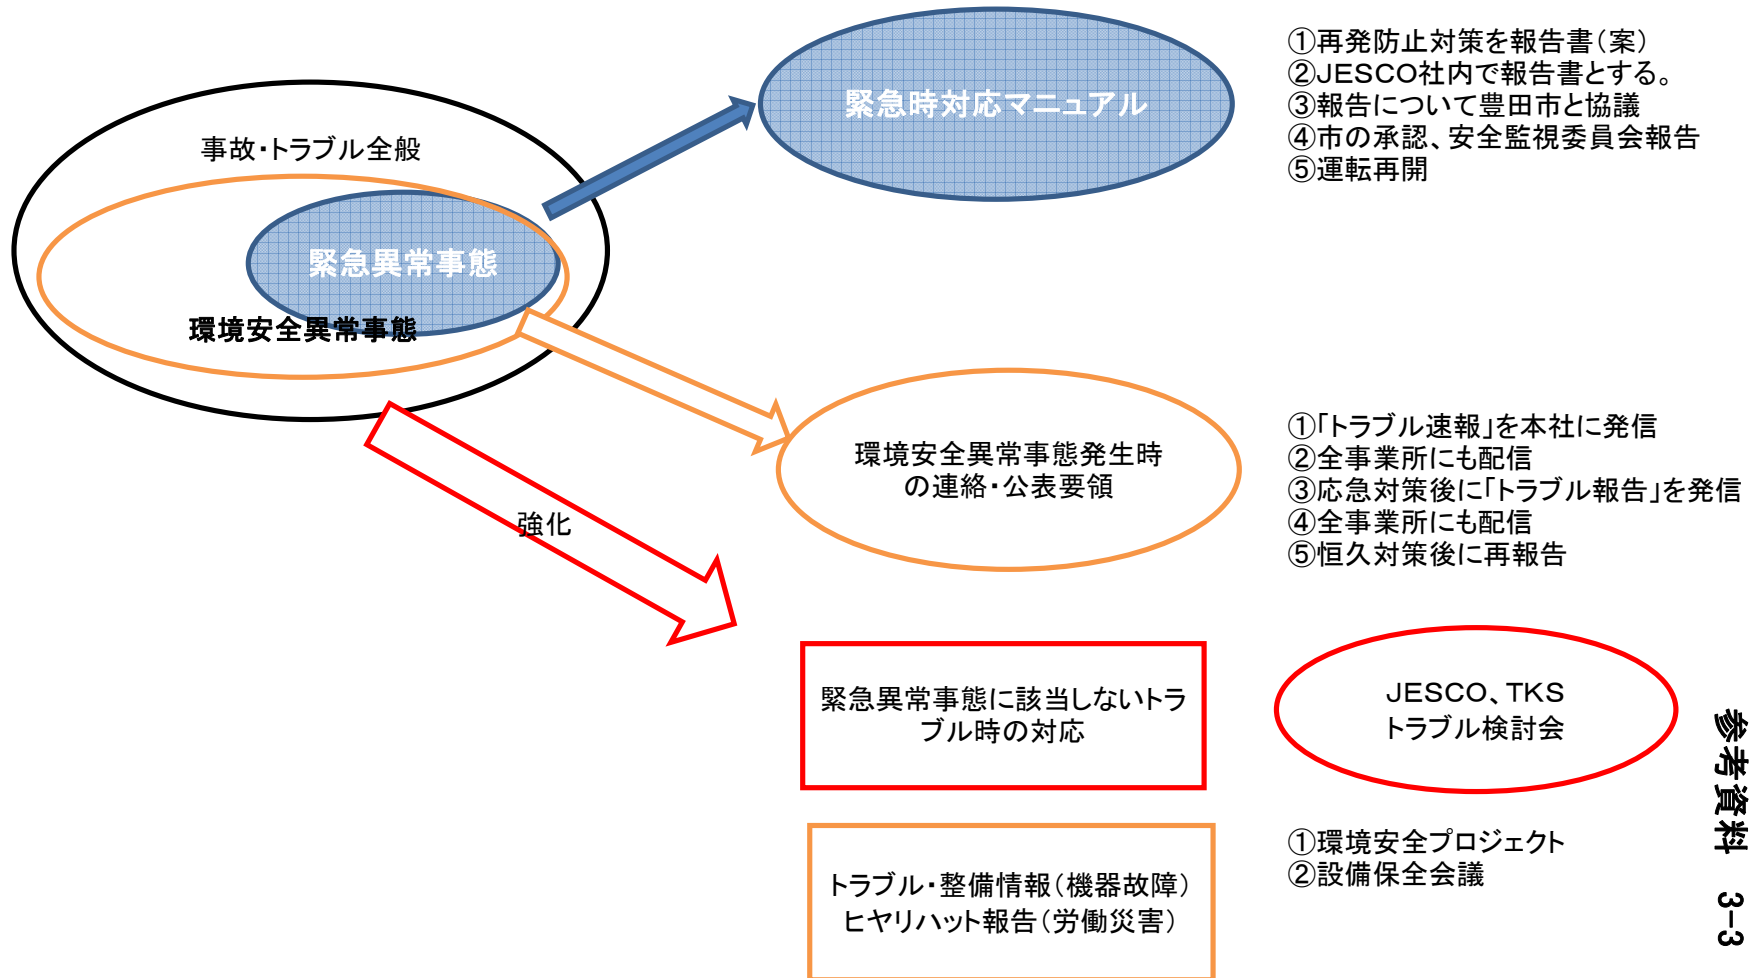 事故・トラブル全般
緊急異常事態
環境安全異常事態
緊急時対応マニュアル
①再発防止対策を報告書(案)
②JESCO社内で報告書とする。
③報告について豊田市と協議
④市の承認、安全監視委員会報告
⑤運転再開
環境安全異常事態発生時
の連絡・公表要領
①「トラブル速報」を本社に発信
②全事業所にも配信
③応急対策後に「トラブル報告」を発信
④全事業所にも配信
⑤恒久対策後に再報告
強化
緊急異常事態に該当しないトラ
ブル時の対応
JESCO、TKS
トラブル検討会
トラブル・整備情報(機器故障)
ヒヤリハット報告(労働災害)
①環境安全プロジェクト
②設備保全会議
参考資料 3-3